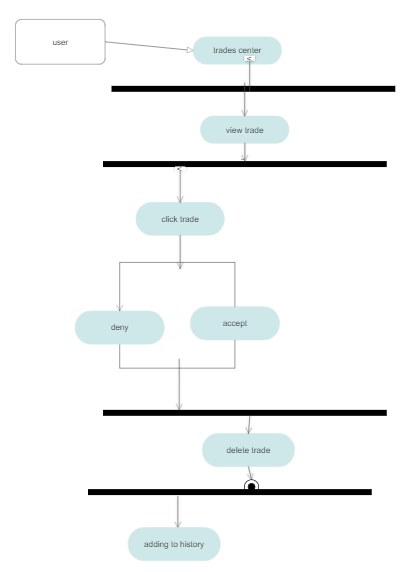 user
trades center
view trade
click trade
deny
accept
delete trade
adding to history